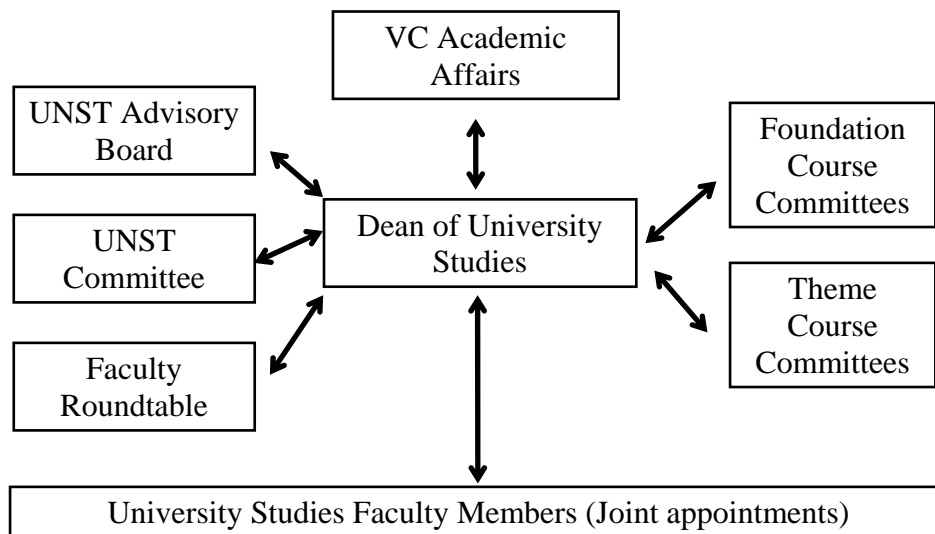 VC Academic
Affairs
UNST Advisory
Board
Foundation
Course
Committees
UNST
Committee
Dean of University
Studies
Theme
Course
Committees
Faculty
Roundtable
University Studies Faculty Members (Joint appointments)